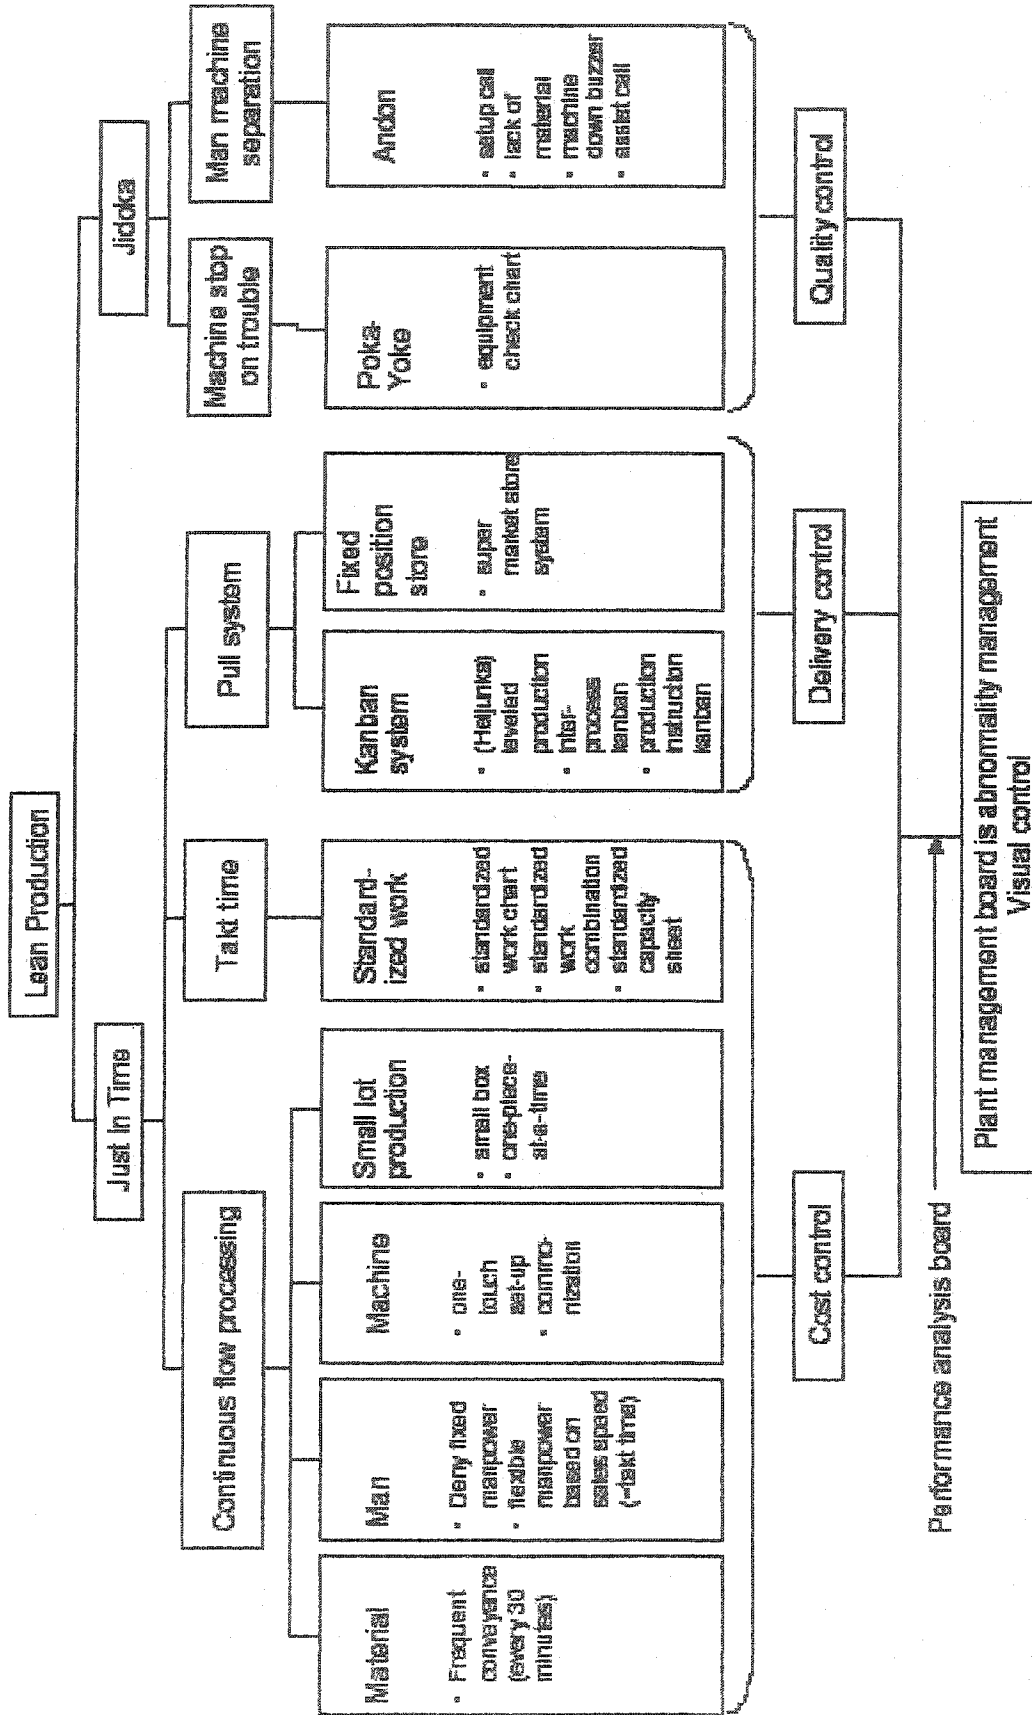 Lean Production
Just In Time
Jidoka
Continuous flow processing
Takt time
Pull system
Machine stop
on trouble
Man machine
separation
Material
• Frequent
conveyance
(every 30
minutes)
Man
• Deny fixed
manpower
• flexible
manpower
based on
sales speed
(=takt time)
Machine
• one-
touch
set-up
• commo-
nization
Small lot
production
• small box
• one-piece-
at-a-time
Standard-
ized work
• standardized
work chart
• standardized
work
combination
• standardized
capacity
sheet
Kanban
system
• (Heijunka)
leveled
production
• inter-
process
kanban
• production
instruction
kanban
Fixed
position
store
• super
market store
system
Poka-
Yoke
• equipment
check chart
Andon
• setup call
• lack of
material
• machine
down buzzer
• assist call
Cost control
Delivery control
Quality control
Performance analysis board
Plant management board is abnormality management
Visual control